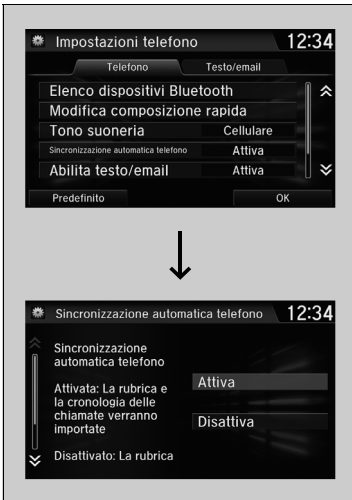 Impostazioni telefono 12:34
Telefono Testo/email
Elenco dispositivi Bluetooth
Modifica composizione rapida
Tono suoneria Cellulare
Sincronizzazione automatica telefono Attiva
Abilita testo/email Attiva
Predefinito OK
Sincronizzazione automatica telefono 12:34
Sincronizzazione
automatica telefono
Attivata: La rubrica e
la cronologia delle
chiamate verranno
importate
Disattivato: La rubrica
Attiva
Disattiva